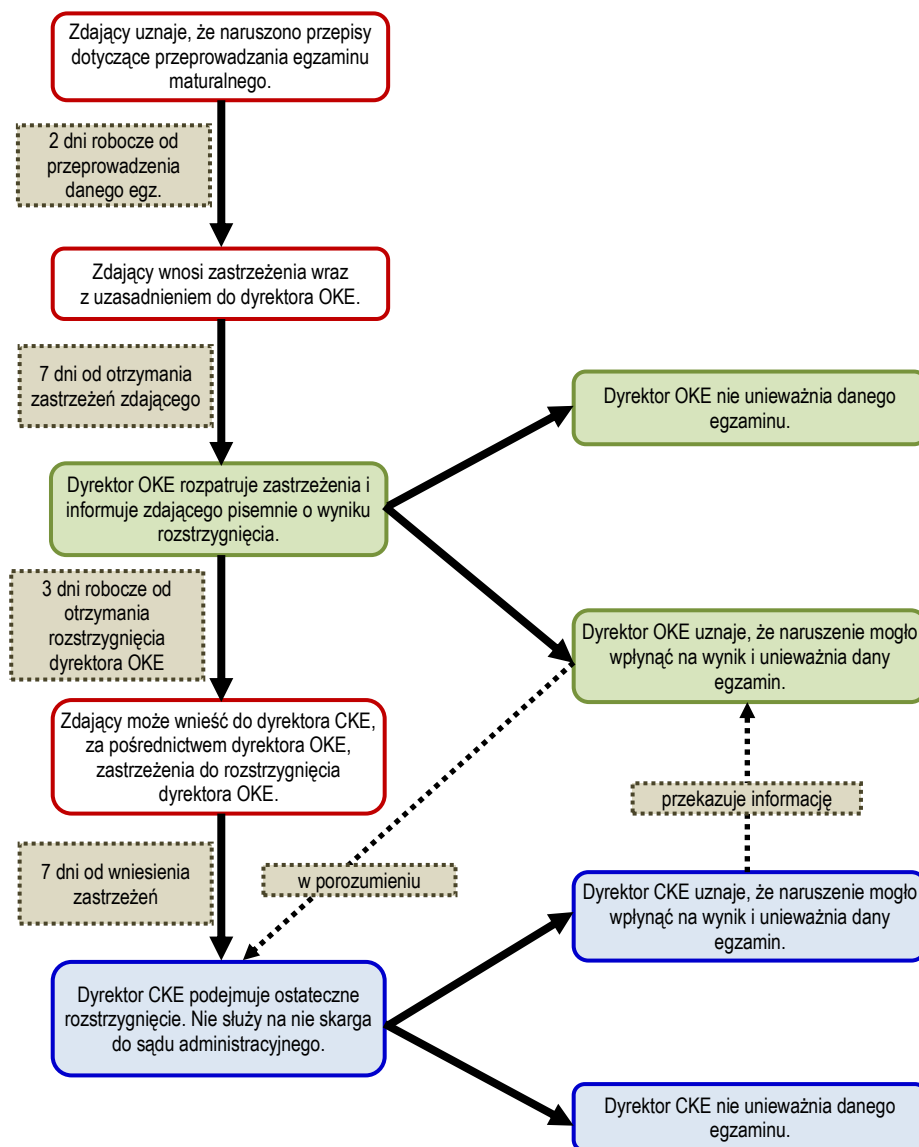 Zdający uznaje, że naruszono przepisy
dotyczące przeprowadzania egzaminu
maturalnego.
2 dni robocze od
przeprowadzenia
danego egz.
Zdający wnosi zastrzeżenia wraz
z uzasadnieniem do dyrektora OKE.
7 dni od otrzymania
zastrzeżeń zdającego
Dyrektor OKE nie unieważnia danego
egzaminu.
Dyrektor OKE rozpatruje zastrzeżenia i
informuje zdającego pisemnie o wyniku
rozstrzygnięcia.
3 dni robocze od
otrzymania
rozstrzygnięcia
dyrektora OKE
Dyrektor OKE uznaje, że naruszenie mogło
wpłynąć na wynik i unieważnia dany
egzamin.
Zdający może wnieść do dyrektora CKE,
za pośrednictwem dyrektora OKE,
zastrzeżenia do rozstrzygnięcia
dyrektora OKE.
przekazuje informację
7 dni od wniesienia
zastrzeżeń
w porozumieniu
Dyrektor CKE uznaje, że naruszenie mogło
wpłynąć na wynik i unieważnia dany
egzamin.
Dyrektor CKE podejmuje ostateczne
rozstrzygnięcie. Nie służy na nie skarga
do sądu administracyjnego.
Dyrektor CKE nie unieważnia danego
egzaminu.